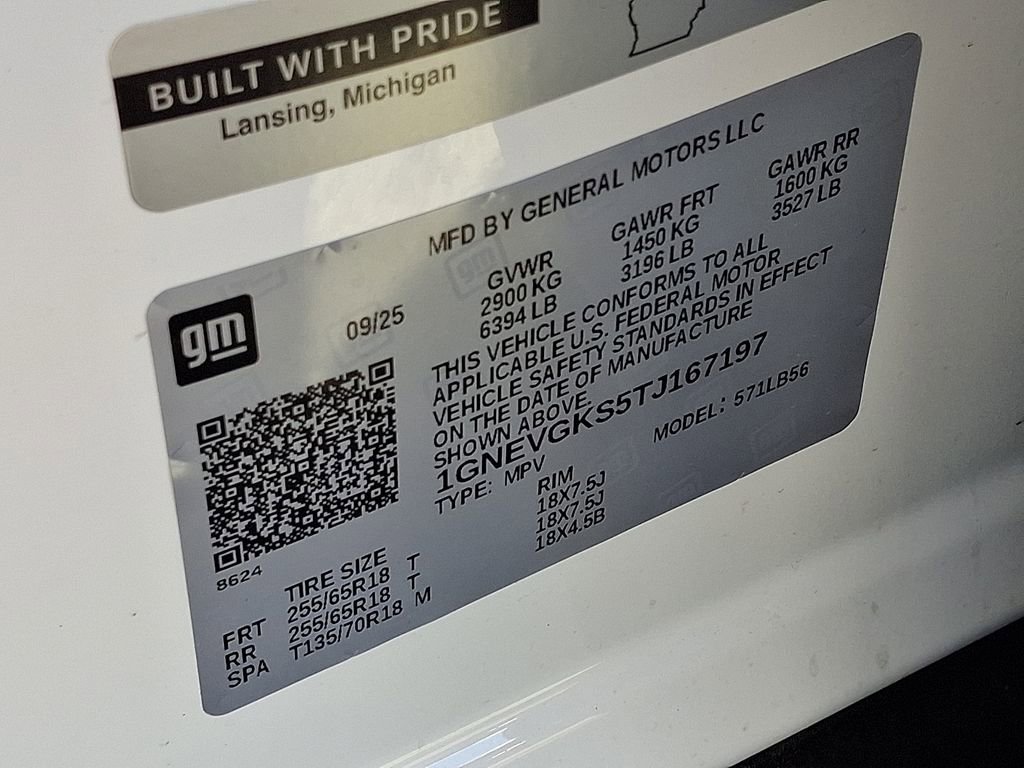 BUILT WITH PRIDE
Lansing, Michigan
MFD BY GENERAL MOTORS LLC
gm
09/25
GVWR GAWR FRT GAWR RR
2900 KG 1450 KG 1600 KG
6394 LB 3196 LB 3527 LB
THIS VEHICLE CONFORMS TO ALL
APPLICABLE U.S. FEDERAL MOTOR
VEHICLE SAFETY STANDARDS IN EFFECT
ON THE DATE OF MANUFACTURE
SHOWN ABOVE.
1GNEVGKS5TJ167197
TYPE: MPV MODEL: 571LB56
8624
TIRE SIZE RIM
FRT 255/65R18 T 18X7.5J
RR 255/65R18 T 18X7.5J
SPA T135/70R18 M 18X4.5B